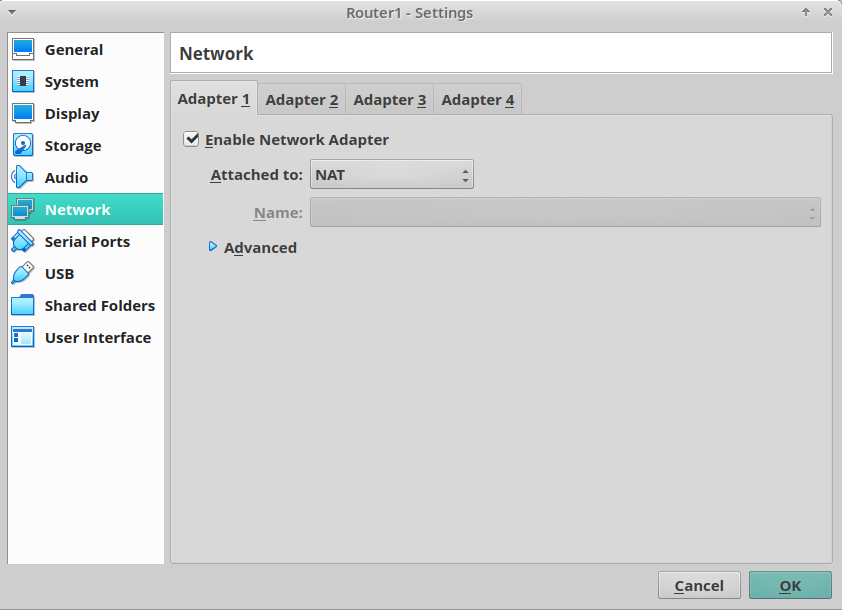 Router1 - Settings
General
System
Display
Storage
Audio
Network
Serial Ports
USB
Shared Folders
User Interface
Network
Adapter 1 Adapter 2 Adapter 3 Adapter 4
Enable Network Adapter
Attached to: NAT
Name:
Advanced
Cancel OK